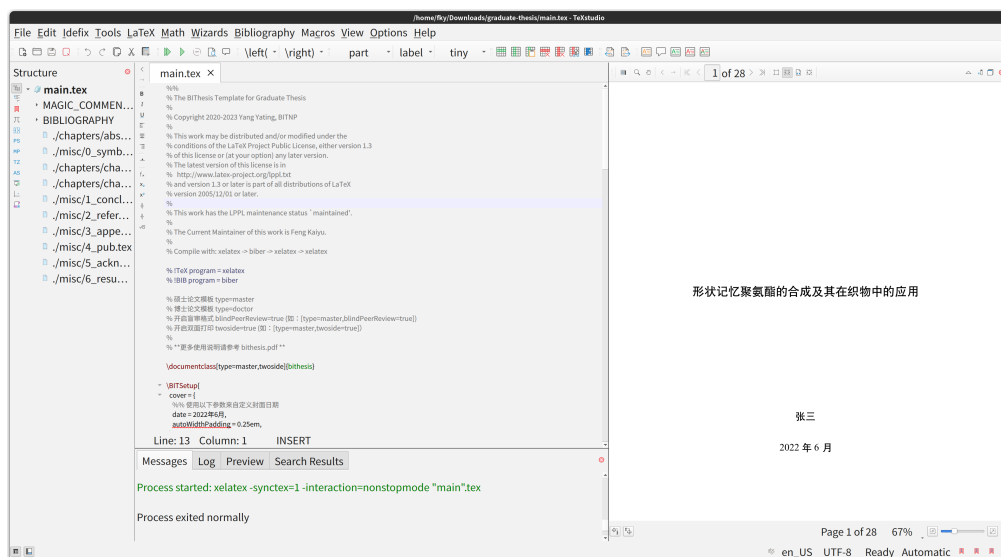 /home/fky/Downloads/graduate-thesis/main.tex - TeXstudio
File Edit Idefix Tools LaTeX Math Wizards Bibliography Macros View Options Help
\left( \right) part label tiny
Structure
main.tex
MAGIC_COMMEN...
BIBLIOGRAPHY
./chapters/abs...
./misc/0_symb...
./chapters/cha...
./chapters/cha...
./misc/1_concl...
./misc/2_refer...
./misc/3_appe...
./misc/4_pub.tex
./misc/5_ackn...
./misc/6_resu...
main.tex
%%
% The BIThesis Template for Graduate Thesis
%
% Copyright 2020-2023 Yang Yating, BITNP
%
% This work may be distributed and/or modified under the
% conditions of the LaTeX Project Public License, either version 1.3
% of this license or (at your option) any later version.
% The latest version of this license is in
% http://www.latex-project.org/lppl.txt
% and version 1.3 or later is part of all distributions of LaTeX
% version 2005/12/01 or later.
%
% This work has the LPPL maintenance status `maintained'.
%
% The Current Maintainer of this work is Feng Kaiyu.
%
% Compile with: xelatex -> biber -> xelatex -> xelatex
% !TeX program = xelatex
% !BIB program = biber
% 硕士论文模板 type=master
% 博士论文模板 type=doctor
% 开启盲审格式 blindPeerReview=true (如：[type=master,blindPeerReview=true])
% 开启双面打印 twoside=true (如：[type=master,twoside=true])
%
% **更多使用说明请参考 bithesis.pdf **
\documentclass[type=master,twoside]{bithesis}
\BITSetup{
cover = {
%% 使用以下参数来自定义封面日期
date = 2022年6月,
autoWidthPadding = 0.25em,
Line: 13 Column: 1 INSERT
Messages Log Preview Search Results
Process started: xelatex -synctex=1 -interaction=nonstopmode "main".tex
Process exited normally
1 of 28
形状记忆聚氨酯的合成及其在织物中的应用
张三
2022 年 6 月
Page 1 of 28 67%
en_US UTF-8 Ready Automatic